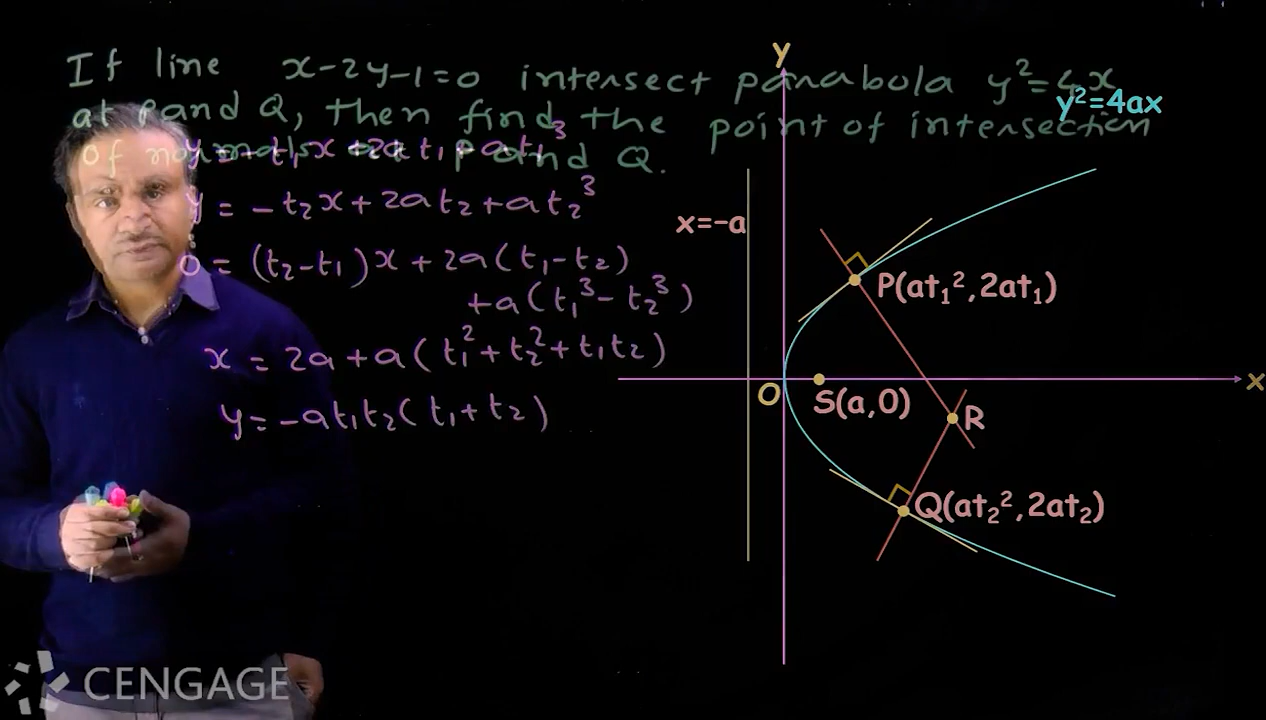 If line x-2y-1=0 intersect parabola y²=4x
at P and Q, then find the point of intersection
of normals at P and Q.
y = -t₁x + 2at₁ + at₁³
y = -t₂x + 2at₂ + at₂³
0 = (t₂-t₁)x + 2a(t₁-t₂)
+a(t₁³-t₂³)
x = 2a + a(t₁²+t₂²+t₁t₂)
y = -at₁t₂(t₁+t₂)
y
y²=4ax
x=-a
P(at₁²,2at₁)
x
O
S(a,0)
R
Q(at₂²,2at₂)
CENGAGE